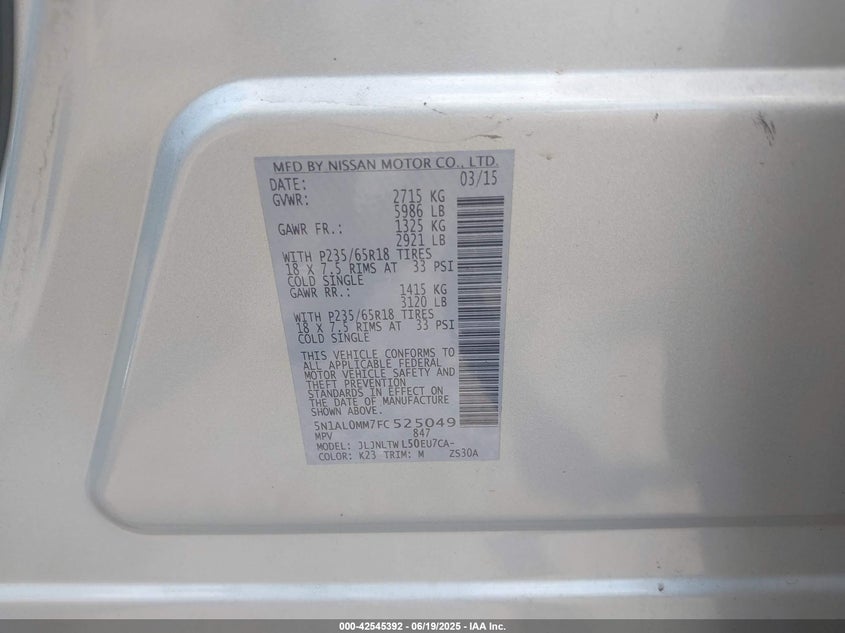 MFD BY NISSAN MOTOR CO., LTD.
DATE: 03/15
GVWR: 2715 KG
5986 LB
GAWR FR.: 1325 KG
2921 LB
WITH P235/65R18 TIRES
18 X 7.5 RIMS AT 33 PSI
COLD SINGLE
GAWR RR.: 1415 KG
3120 LB
WITH P235/65R18 TIRES
18 X 7.5 RIMS AT 33 PSI
COLD SINGLE
THIS VEHICLE CONFORMS TO
ALL APPLICABLE FEDERAL
MOTOR VEHICLE SAFETY AND
THEFT PREVENTION
STANDARDS IN EFFECT ON
THE DATE OF MANUFACTURE
SHOWN ABOVE.
5N1AL0MM7FC525049
MPV 847
MODEL: JLJNLTWL50EU7CA-
COLOR: K23 TRIM: M ZS30A
000-42545392 - 06/19/2025 - IAA Inc.